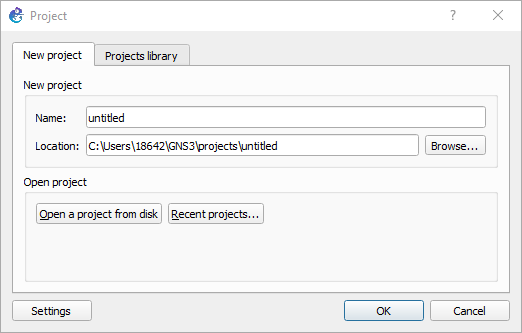 Project
New project
Projects library
New project
Name:
untitled
Location:
C:\Users\18642\GNS3\projects\untitled
Browse...
Open project
Open a project from disk
Recent projects...
Settings
OK
Cancel